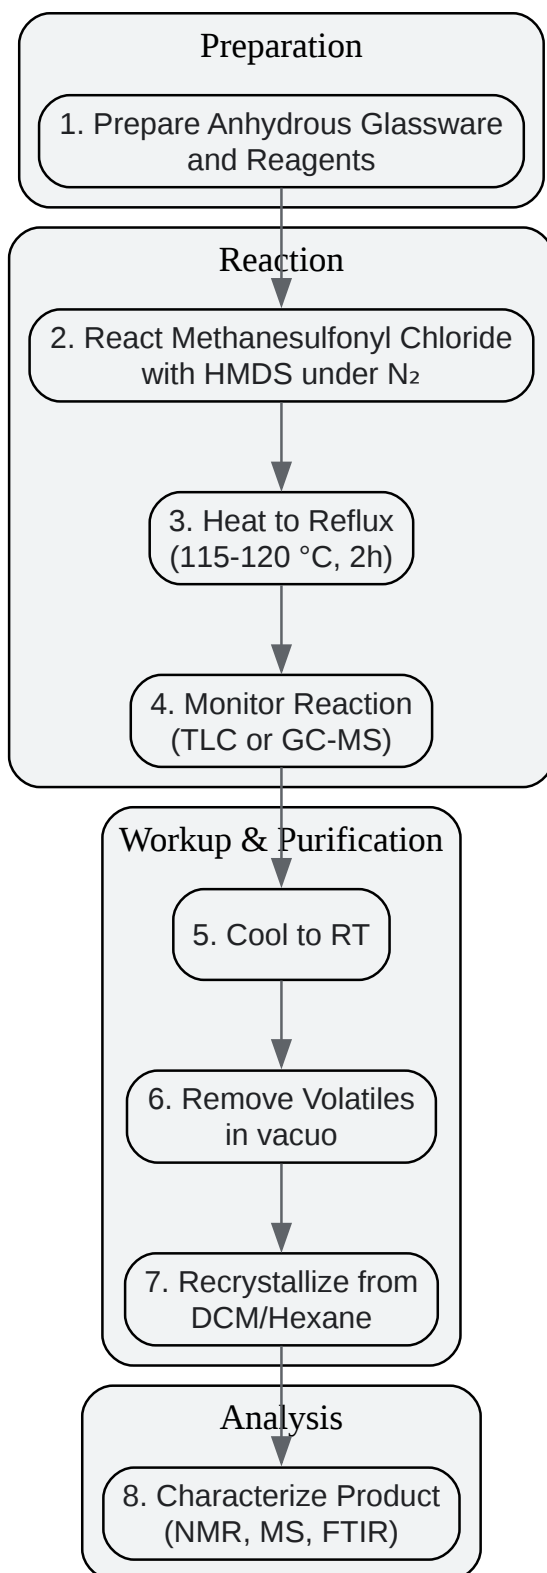 Preparation
1. Prepare Anhydrous Glassware
and Reagents
Reaction
2. React Methanesulfonyl Chloride
with HMDS under N₂
3. Heat to Reflux
(115-120 °C, 2h)
4. Monitor Reaction
(TLC or GC-MS)
Workup & Purification
5. Cool to RT
6. Remove Volatiles
in vacuo
7. Recrystallize from
DCM/Hexane
Analysis
8. Characterize Product
(NMR, MS, FTIR)